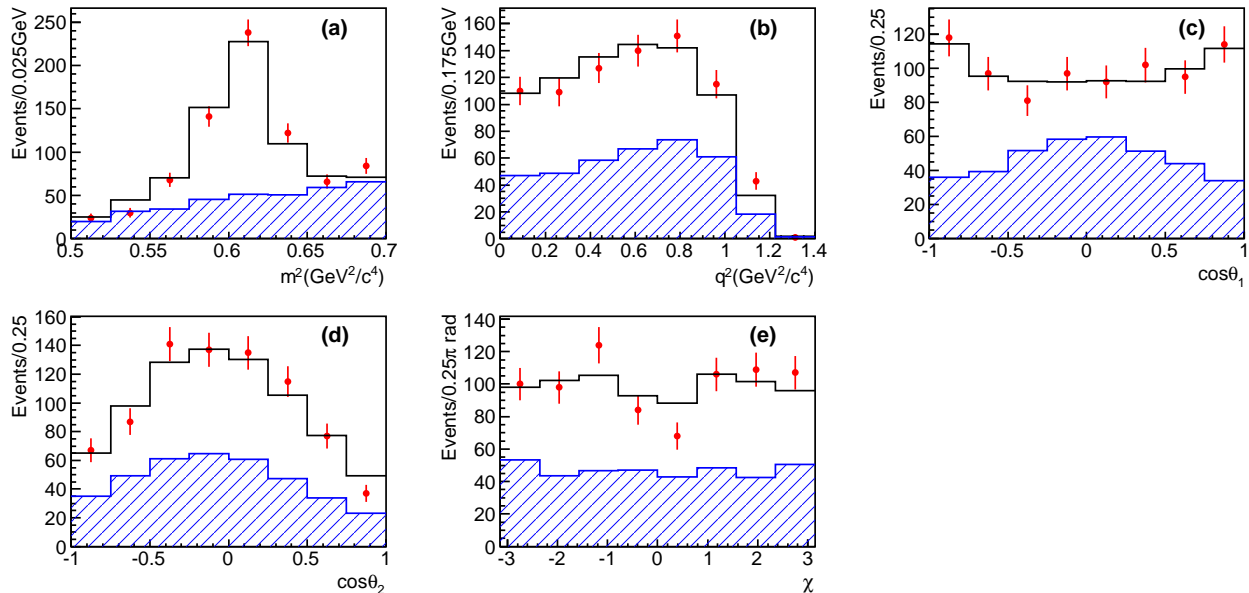 (a)
Events/0.025GeV
250
200
150
100
50
0
0.5 0.55 0.6 0.65 0.7
m²(GeV²/c⁴)
(b)
Events/0.175GeV
160
140
120
100
80
60
40
20
0
0 0.2 0.4 0.6 0.8 1 1.2 1.4
q²(GeV²/c⁴)
(c)
Events/0.25
120
100
80
60
40
20
0
-1 -0.5 0 0.5 1
cosθ₁
(d)
Events/0.25
160
140
120
100
80
60
40
20
0
-1 -0.5 0 0.5 1
cosθ₂
(e)
Events/0.25π rad
140
120
100
80
60
40
20
0
-3 -2 -1 0 1 2 3
χ